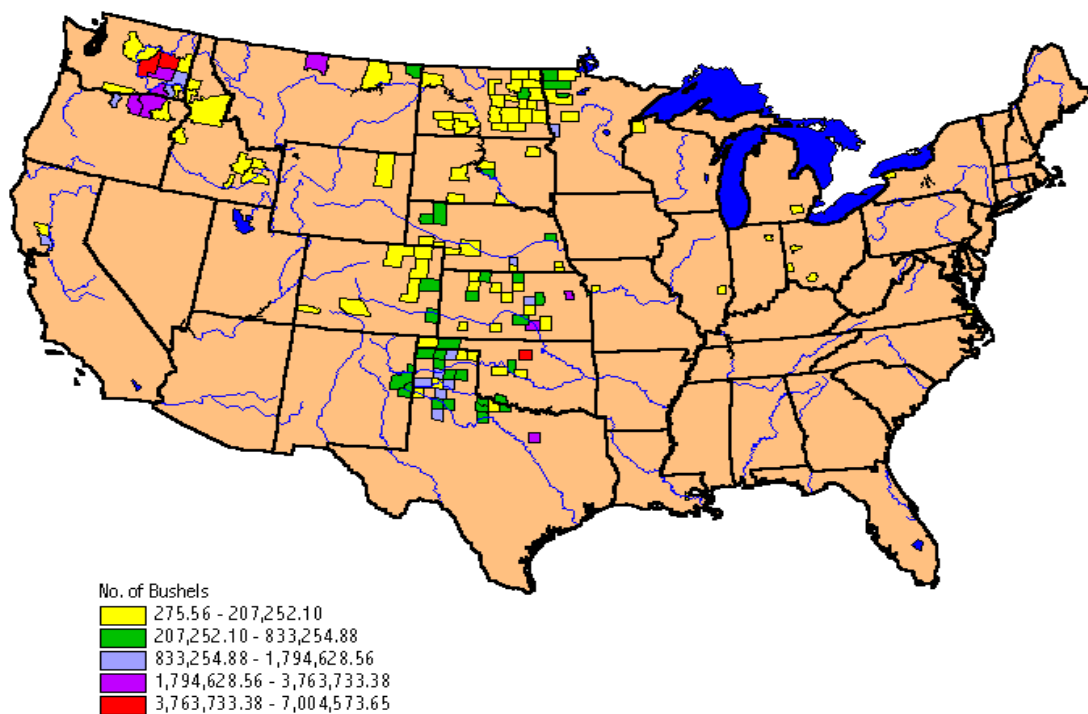 No. of Bushels
275.56 - 207,252.10
207,252.10 - 833,254.88
833,254.88 - 1,794,628.56
1,794,628.56 - 3,763,733.38
3,763,733.38 - 7,004,573.65